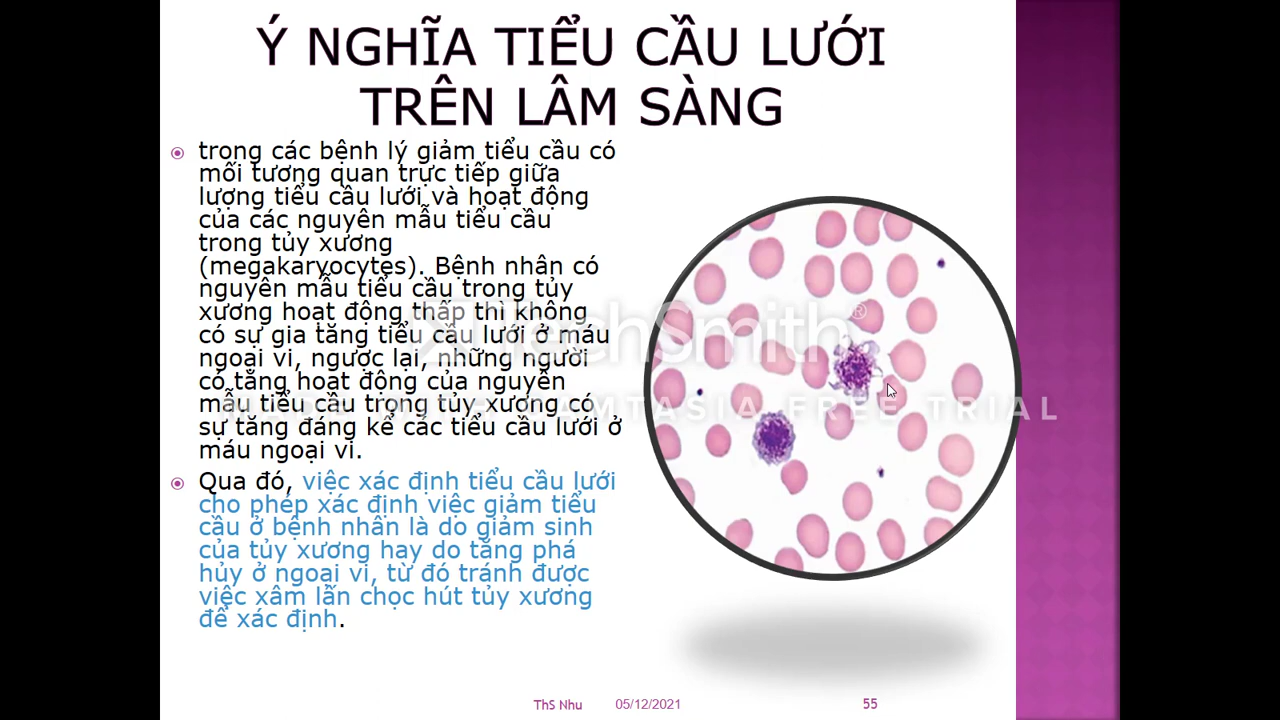 Ý NGHĨA TIỂU CẦU LƯỚI
TRÊN LÂM SÀNG
trong các bệnh lý giảm tiểu cầu có
mối tương quan trực tiếp giữa
lượng tiểu cầu lưới và hoạt động
của các nguyên mẫu tiểu cầu
trong tủy xương
(megakaryocytes). Bệnh nhân có
nguyên mẫu tiểu cầu trong tủy
xương hoạt động thấp thì không
có sự gia tăng tiểu cầu lưới ở máu
ngoại vi, ngược lại, những người
có tăng hoạt động của nguyên
mẫu tiểu cầu trong tủy xương có
sự tăng đáng kể các tiểu cầu lưới ở
máu ngoại vi.
Qua đó, việc xác định tiểu cầu lưới
cho phép xác định việc giảm tiểu
cầu ở bệnh nhân là do giảm sinh
của tủy xương hay do tăng phá
hủy ở ngoại vi, từ đó tránh được
việc xâm lấn chọc hút tủy xương
để xác định.
TechSmith®
MADE CAMTASIA FREE TRIAL
ThS Nhu 05/12/2021 55